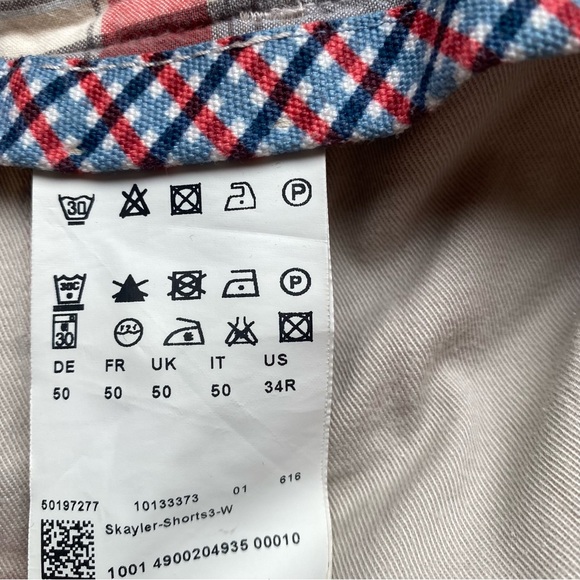 30 P
30C P
30
DE FR UK IT US
50 50 50 50 34R
50197277 10133373 01 616
Skayler-Shorts3-W
1001 4900204935 00010